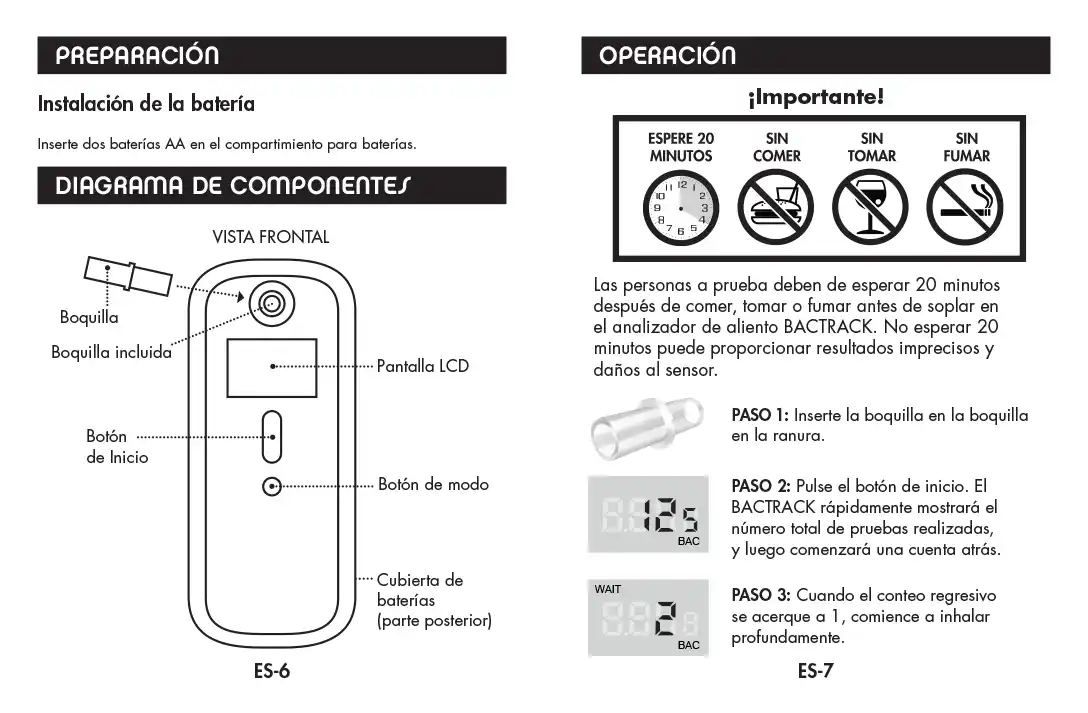 PREPARACIÓN
Instalación de la batería
Inserte dos baterías AA en el compartimiento para baterías.
DIAGRAMA DE COMPONENTES
VISTA FRONTAL
Boquilla
Boquilla incluida
Pantalla LCD
Botón
de Inicio
Botón de modo
Cubierta de
baterías
(parte posterior)
ES-6
OPERACIÓN
¡Importante!
ESPERE 20
MINUTOS
SIN
COMER
SIN
TOMAR
SIN
FUMAR
12 1 2 3 4 5 6 7 8 9 10 11
Las personas a prueba deben de esperar 20 minutos
después de comer, tomar o fumar antes de soplar en
el analizador de aliento BACTRACK. No esperar 20
minutos puede proporcionar resultados imprecisos y
daños al sensor.
PASO 1: Inserte la boquilla en la boquilla
en la ranura.
125
BAC
PASO 2: Pulse el botón de inicio. El
BACTRACK rápidamente mostrará el
número total de pruebas realizadas,
y luego comenzará una cuenta atrás.
WAIT
2
BAC
PASO 3: Cuando el conteo regresivo
se acerque a 1, comience a inhalar
profundamente.
ES-7